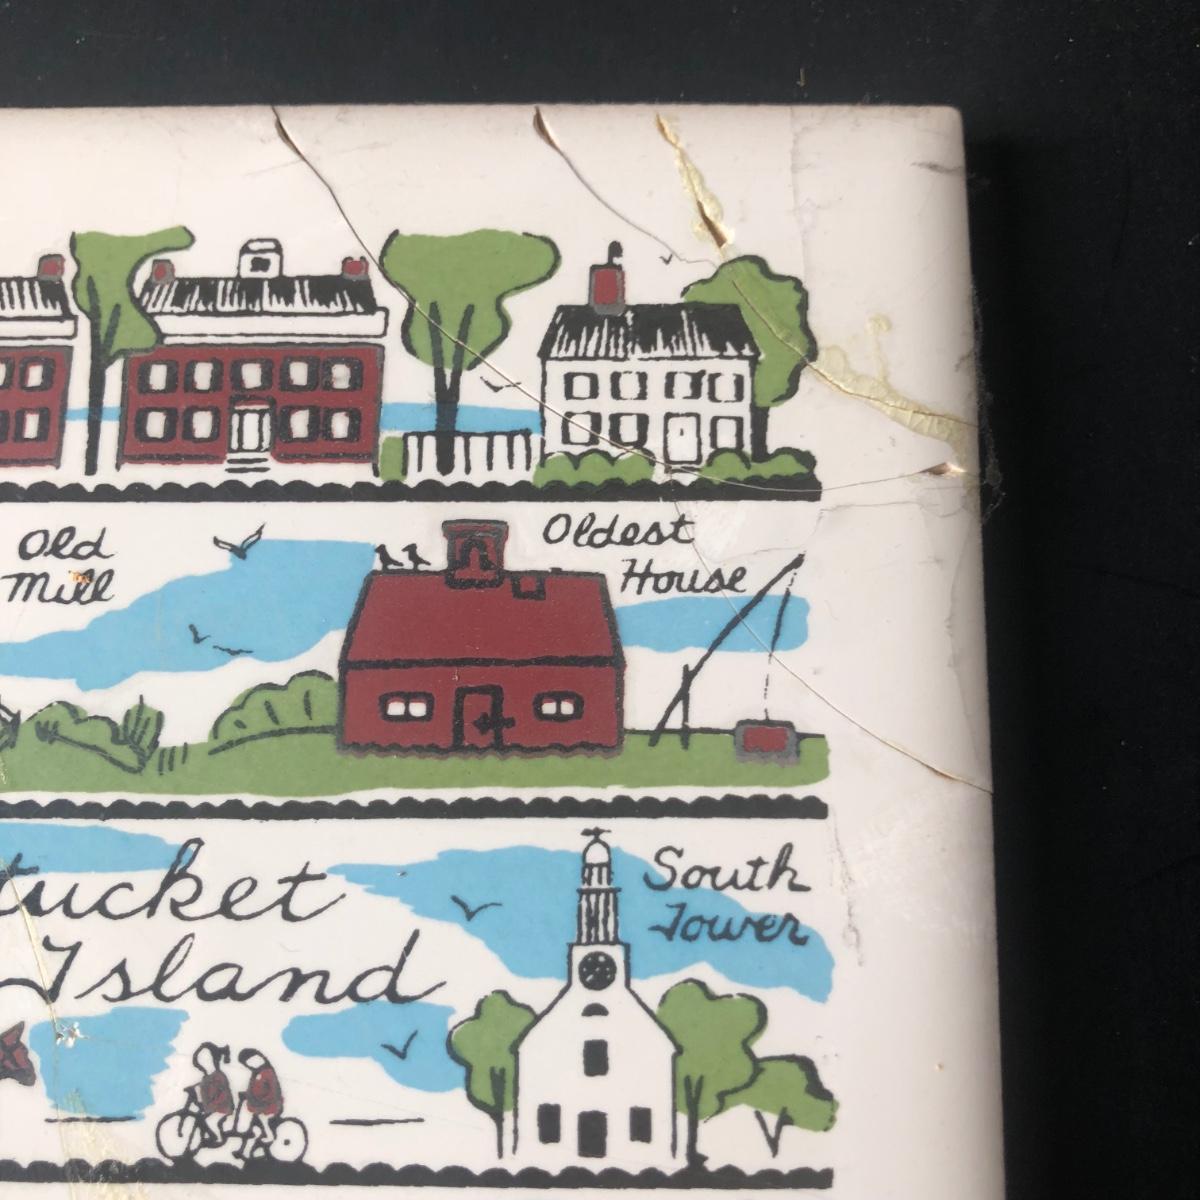 Old
Mill
Oldest
House
tucket
Island
South
Tower